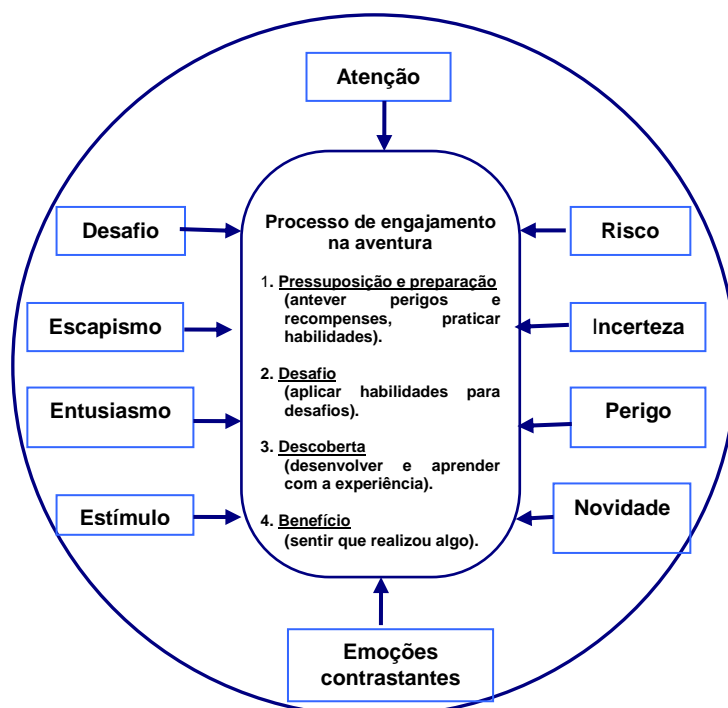 Atenção
Desafio
Escapismo
Entusiasmo
Estímulo
Processo de engajamento
na aventura
1. Pressuposição e preparação
(antever perigos e
recompenses, praticar
habilidades).
2. Desafio
(aplicar habilidades para
desafios).
3. Descoberta
(desenvolver e aprender
com a experiência).
4. Benefício
(sentir que realizou algo).
Risco
Incerteza
Perigo
Novidade
Emoções
contrastantes